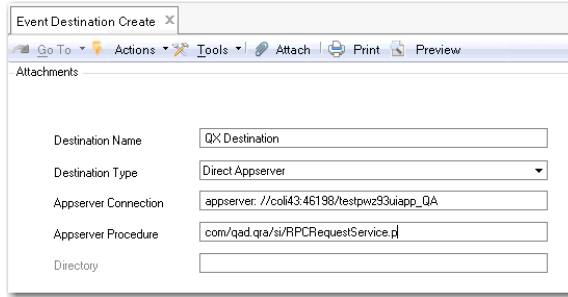 Event Destination Create X
Go To Actions Tools Attach Print Preview
Attachments
Destination Name QX Destination
Destination Type Direct Appserver
Appserver Connection appserver: //coli43:46198/testpwz93uiapp_QA
Appserver Procedure com/qad.qra/si/RPCRequestService.p
Directory